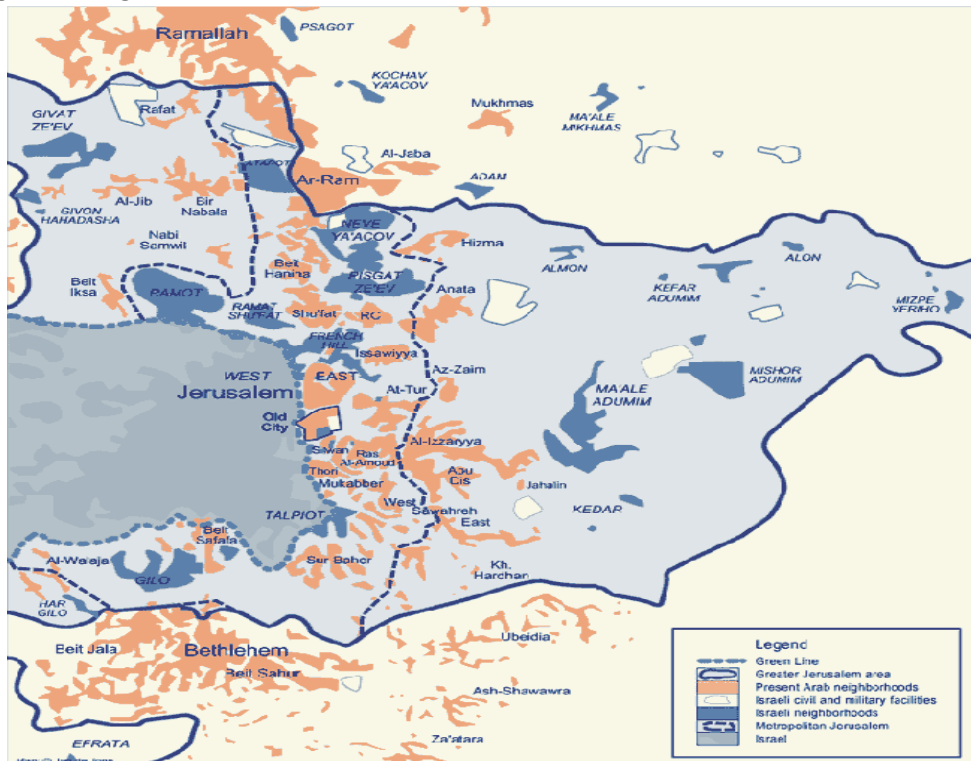 PSAGOT
Ramallah
KOCHAV
YA'ACOV
Mukhmas
MA'ALE
MIKHMAS
GIVAT
ZE'EV
Rafat
Al-Jaba
ATAROT
Ar-Ram
ADAM
Al-Jib
Bir
Nabala
GIVON
HAHADASHA
NEVE
YA'ACOV
Nabi
Samwil
Hizma
Beit
Hanina
ALMON
ALON
PISGAT
ZE'EV
KEFAR
ADUMIM
Beit
Iksa
RAMOT
Anata
MIZPE
YERIHO
RAMAT
SHU'FAT
Shu'fat
RC
FRENCH
HILL
Issawiyya
WEST
EAST
Az-Zaim
MISHOR
ADUMIM
Jerusalem
At-Tur
MA'ALE
ADUMIM
Old
City
Al-Izzariyya
Silwan
Ras
Al-Amoud
Thori
Abu
Dis
Mukabber
Jahalin
West
KEDAR
TALPIOT
Sawahreh
East
Beit
Safafa
Al-Walaja
Sur Baher
Kh.
Hardhan
GILO
HAR
GILO
Ubeidia
Beit Jala
Bethlehem
Beit Sahur
Ash-Shawawra
Za'atara
EFRATA
Legend
Green Line
Greater Jerusalem area
Present Arab neighborhoods
Israeli civil and military facilities
Israeli neighborhoods
Metropolitan Jerusalem
Israel